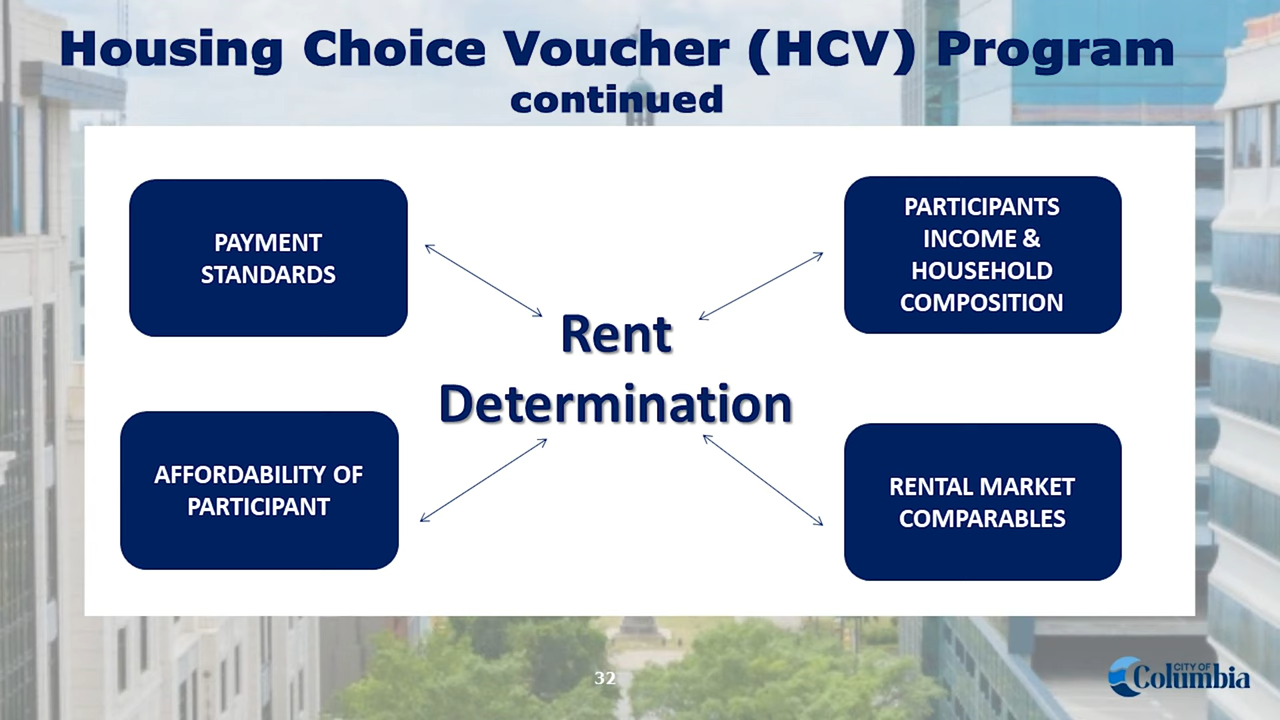 Housing Choice Voucher (HCV) Program
continued
PAYMENT
STANDARDS
PARTICIPANTS
INCOME &
HOUSEHOLD
COMPOSITION
Rent
Determination
AFFORDABILITY OF
PARTICIPANT
RENTAL MARKET
COMPARABLES
32
CITY OF
Columbia